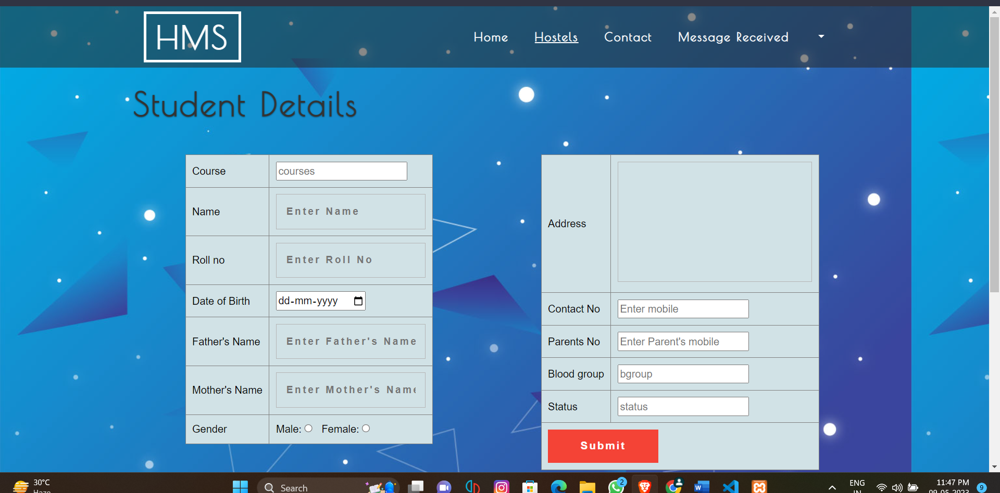 HMS
Home Hostels Contact Message Received
Student Details
Course courses
Name Enter Name
Roll no Enter Roll No
Date of Birth dd-mm-yyyy
Father's Name Enter Father's Name
Mother's Name Enter Mother's Name
Gender Male: Female:
Address
Contact No Enter mobile
Parents No Enter Parent's mobile
Blood group bgroup
Status status
Submit
30°C
Haze
Search
2
W
ENG
IN
11:47 PM
09-05-2023
9